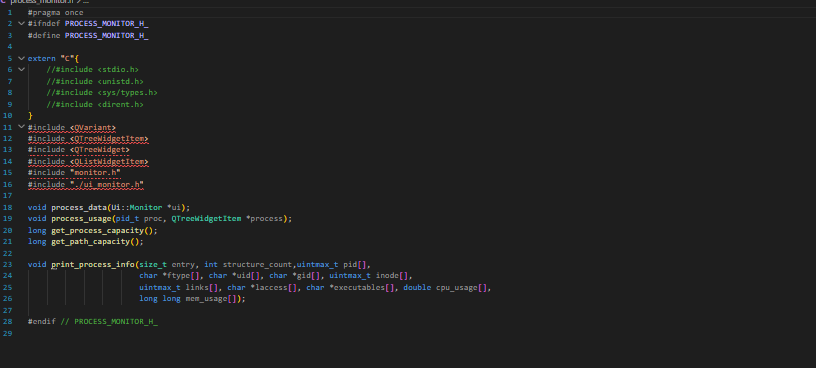 process_monitor.h
1 #pragma once
2 #ifndef PROCESS_MONITOR_H_
3 #define PROCESS_MONITOR_H_
4
5 extern "C"{
6 //#include <stdio.h>
7 //#include <unistd.h>
8 //#include <sys/types.h>
9 //#include <dirent.h>
10 }
11 #include <QVariant>
12 #include <QTreeWidgetItem>
13 #include <QTreeWidget>
14 #include <QListWidgetItem>
15 #include "monitor.h"
16 #include "./ui_monitor.h"
17
18 void process_data(Ui::Monitor *ui);
19 void process_usage(pid_t proc, QTreeWidgetItem *process);
20 long get_process_capacity();
21 long get_path_capacity();
22
23 void print_process_info(size_t entry, int structure_count,uintmax_t pid[],
24 char *ftype[], char *uid[], char *gid[], uintmax_t inode[],
25 uintmax_t links[], char *laccess[], char *executables[], double cpu_usage[],
26 long long mem_usage[]);
27
28 #endif // PROCESS_MONITOR_H_
29